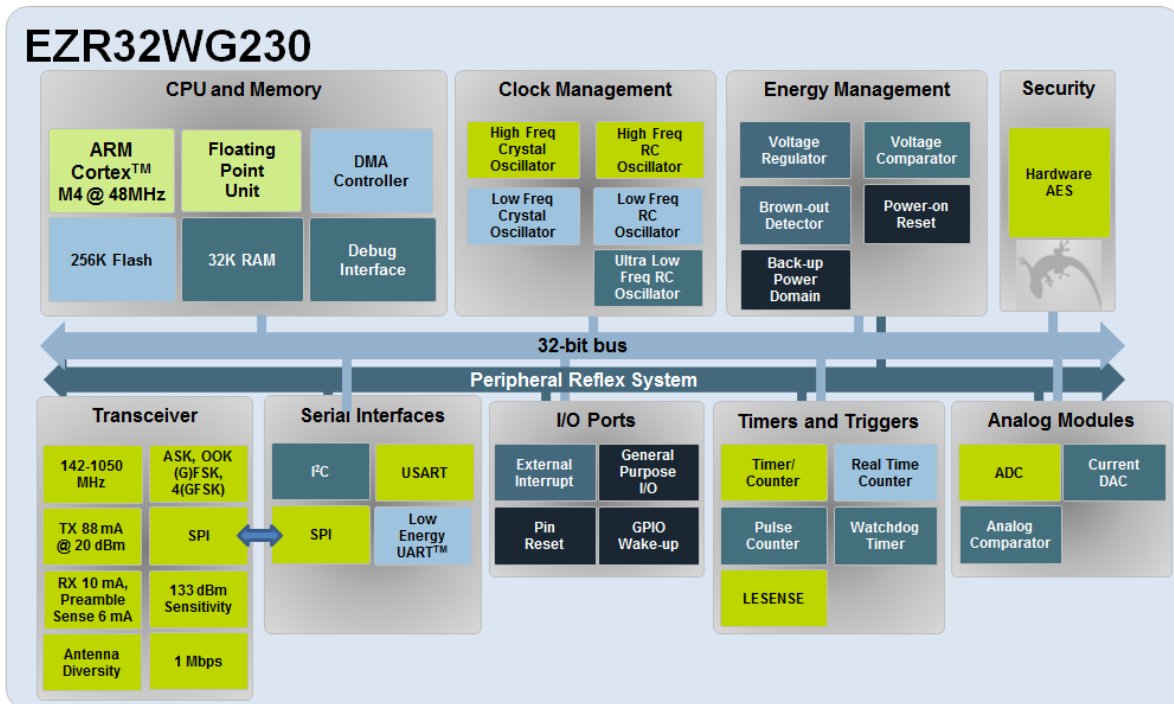 EZR32WG230
CPU and Memory
ARM
Cortex™
M4 @ 48MHz
Floating
Point
Unit
DMA
Controller
256K Flash
32K RAM
Debug
Interface
Clock Management
High Freq
Crystal
Oscillator
High Freq
RC
Oscillator
Low Freq
Crystal
Oscillator
Low Freq
RC
Oscillator
Ultra Low
Freq RC
Oscillator
Energy Management
Voltage
Regulator
Voltage
Comparator
Brown-out
Detector
Power-on
Reset
Back-up
Power
Domain
Security
Hardware
AES
32-bit bus
Peripheral Reflex System
Transceiver
142-1050
MHz
ASK, OOK
(G)FSK,
4(GFSK)
TX 88 mA
@ 20 dBm
SPI
RX 10 mA,
Preamble
Sense 6 mA
133 dBm
Sensitivity
Antenna
Diversity
1 Mbps
Serial Interfaces
I²C
USART
SPI
Low
Energy
UART™
I/O Ports
External
Interrupt
General
Purpose
I/O
Pin
Reset
GPIO
Wake-up
Timers and Triggers
Timer/
Counter
Real Time
Counter
Pulse
Counter
Watchdog
Timer
LESENSE
Analog Modules
ADC
Current
DAC
Analog
Comparator